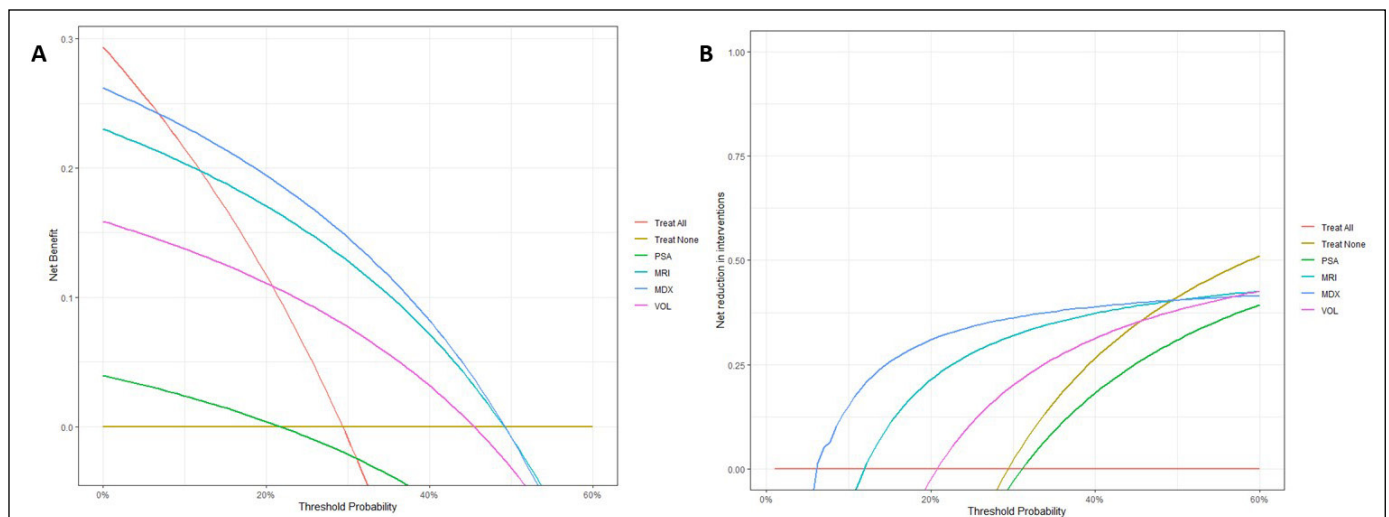 A
0.3
0.2
0.1
0.0
Net Benefit
0%
20%
40%
60%
Threshold Probability
Treat All
Treat None
PSA
MRI
MDX
VOL
B
1.00
0.75
0.50
0.25
0.00
Net reduction in interventions
0%
20%
40%
60%
Threshold Probability
Treat All
Treat None
PSA
MRI
MDX
VOL